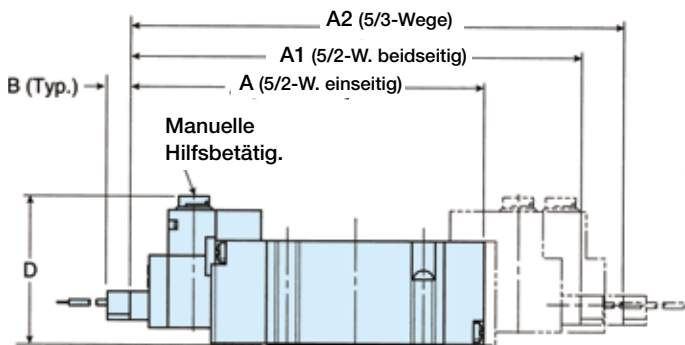 A2 (5/3-Wege)
A1 (5/2-W. beidseitig)
B (Typ.)
A (5/2-W. einseitig)
Manuelle
Hilfsbetätig.
D